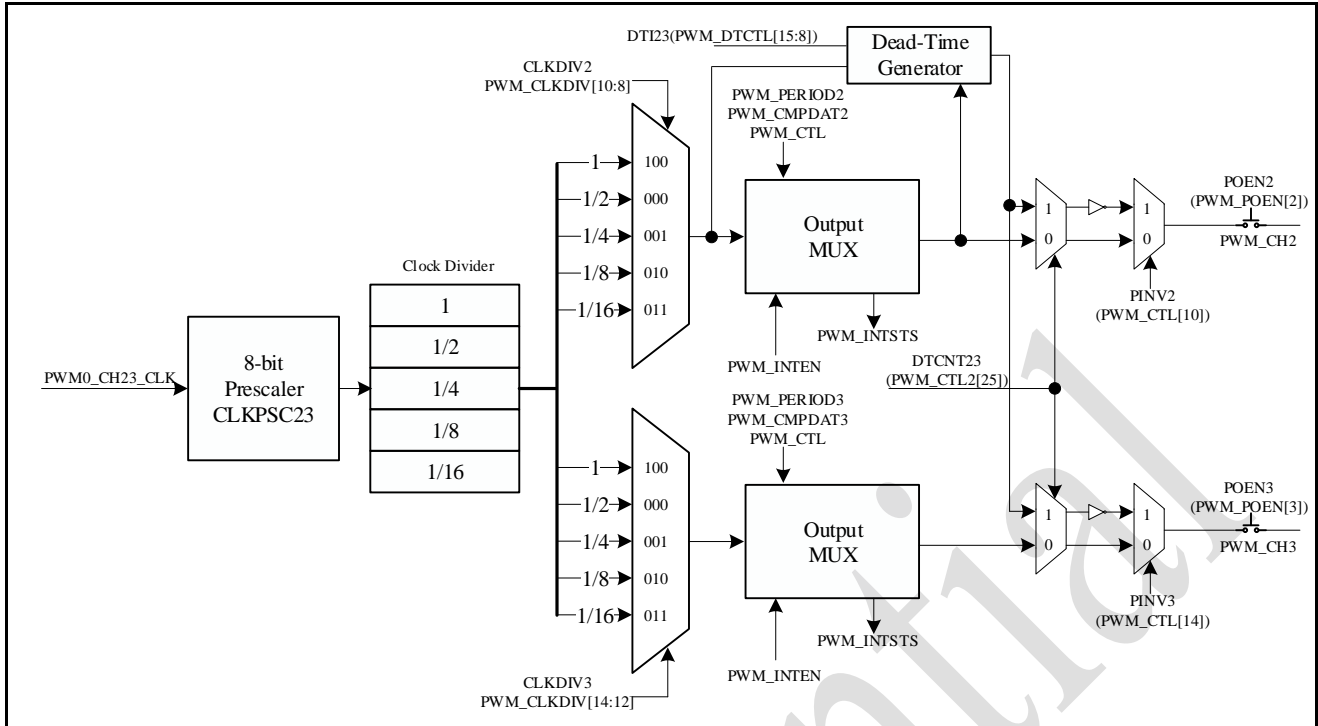 DTI23(PWM_DTCTL[15:8])
Dead-Time
Generator
CLKDIV2
PWM_CLKDIV[10:8]
PWM_PERIOD2
PWM_CMPDAT2
PWM_CTL
1
100
1/2
000
1/4
001
1/8
010
1/16
011
Output
MUX
PWM_INTEN
PWM_INTSTS
1
0
1
0
POEN2
(PWM_POEN[2])
PWM_CH2
PINV2
(PWM_CTL[10])
Clock Divider
1
1/2
1/4
1/8
1/16
PWM0_CH23_CLK
8-bit
Prescaler
CLKPSC23
DTCNT23
(PWM_CTL2[25])
PWM_PERIOD3
PWM_CMPDAT3
PWM_CTL
1
100
1/2
000
1/4
001
1/8
010
1/16
011
Output
MUX
PWM_INTEN
PWM_INTSTS
1
0
1
0
POEN3
(PWM_POEN[3])
PWM_CH3
PINV3
(PWM_CTL[14])
CLKDIV3
PWM_CLKDIV[14:12]
ntial